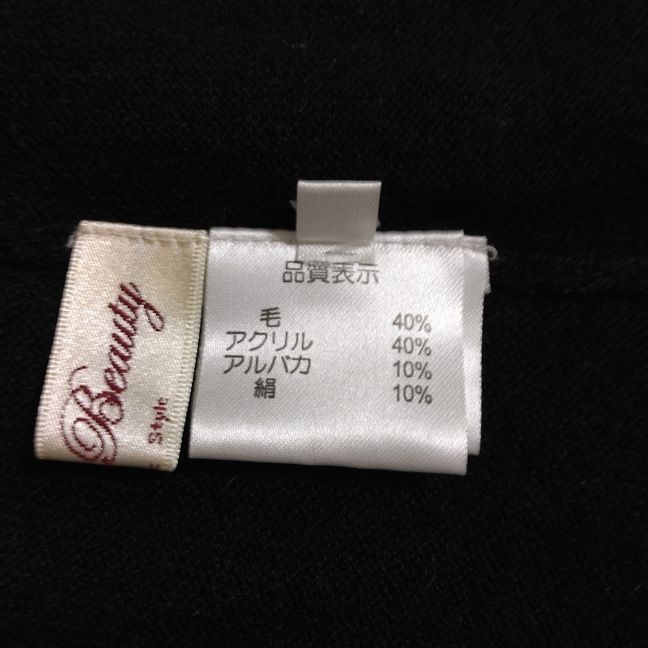 Beauty
Style
品質表示
毛 40%
アクリル 40%
アルパカ 10%
絹 10%